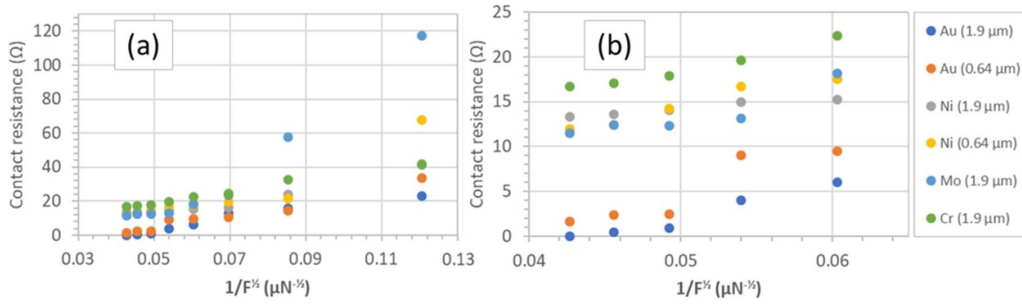 (a)
Contact resistance (Ω)
120
100
80
60
40
20
0
0.03 0.05 0.07 0.09 0.11 0.13
1/F½ (µN-½)
(b)
Contact resistance (Ω)
25
20
15
10
5
0
0.04 0.05 0.06
1/F½ (µN-½)
Au (1.9 µm)
Au (0.64 µm)
Ni (1.9 µm)
Ni (0.64 µm)
Mo (1.9 µm)
Cr (1.9 µm)